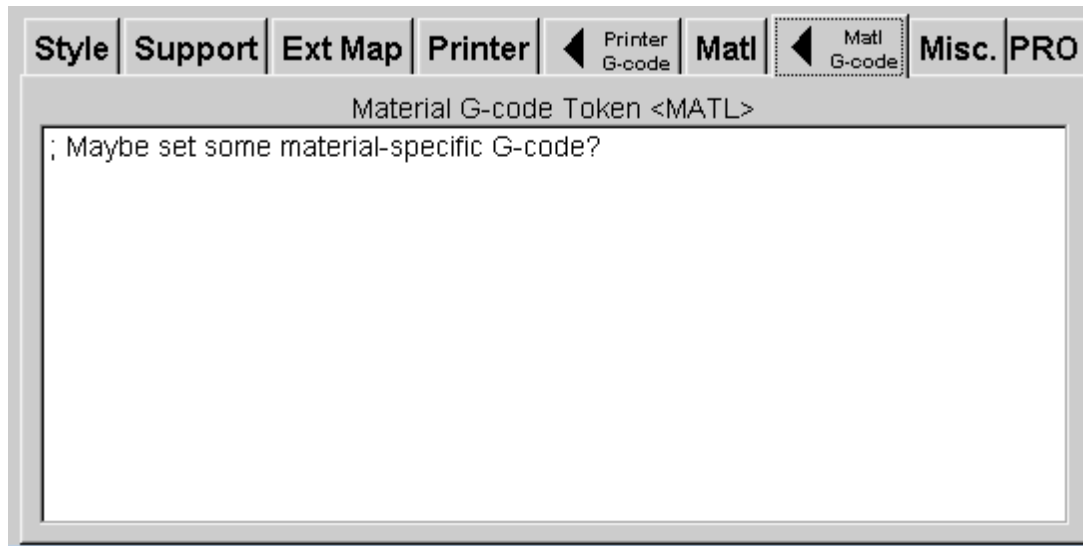 Style Support Ext Map Printer ◀ Printer G-code Matl ◀ Matl G-code Misc. PRO
Material G-code Token <MATL>
; Maybe set some material-specific G-code?